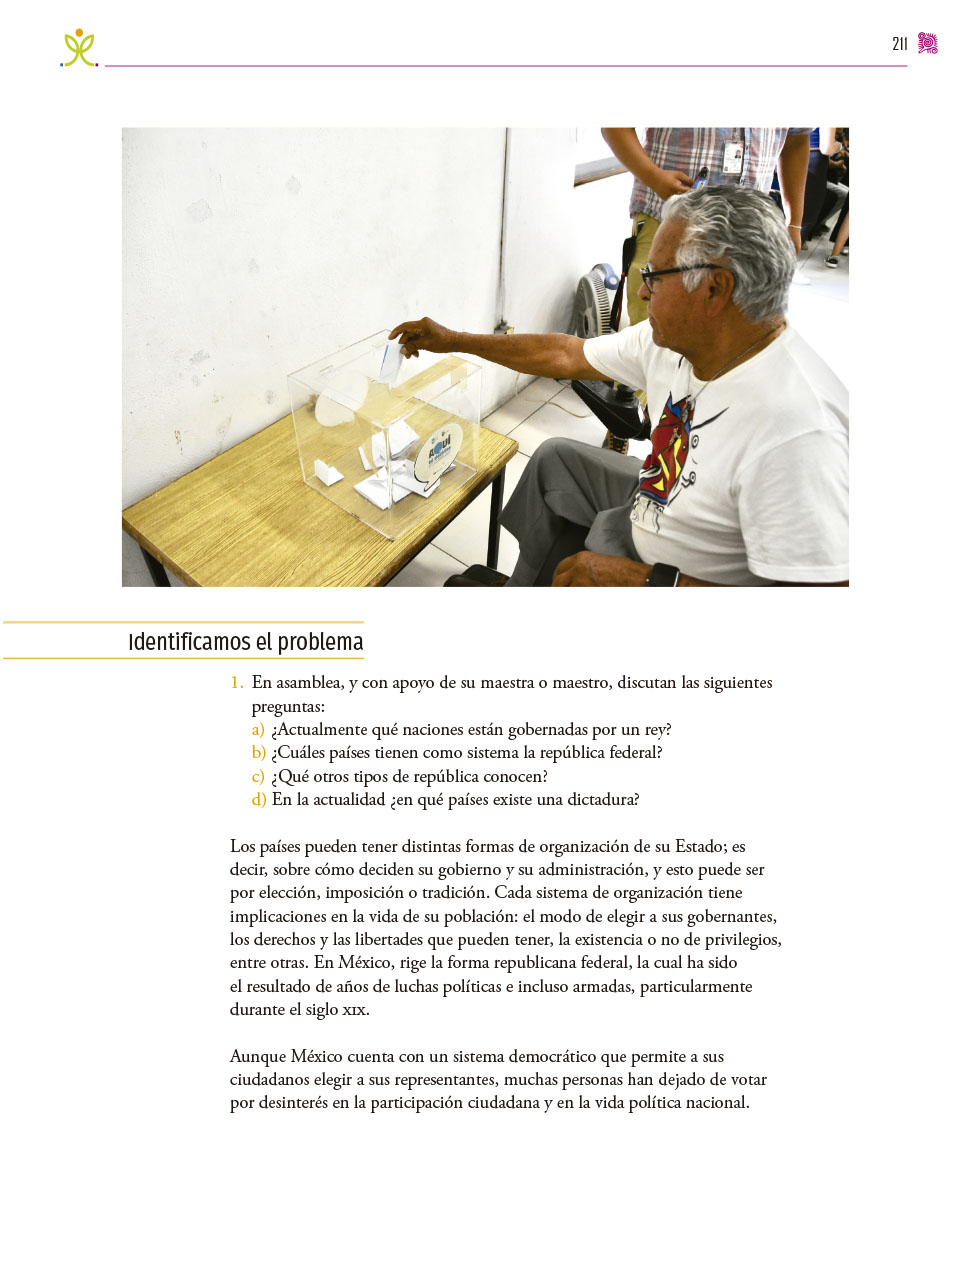 211
AQUÍ
Identificamos el problema
1. En asamblea, y con apoyo de su maestra o maestro, discutan las siguientes
preguntas:
a) ¿Actualmente qué naciones están gobernadas por un rey?
b) ¿Cuáles países tienen como sistema la república federal?
c) ¿Qué otros tipos de república conocen?
d) En la actualidad ¿en qué países existe una dictadura?
Los países pueden tener distintas formas de organización de su Estado; es
decir, sobre cómo deciden su gobierno y su administración, y esto puede ser
por elección, imposición o tradición. Cada sistema de organización tiene
implicaciones en la vida de su población: el modo de elegir a sus gobernantes,
los derechos y las libertades que pueden tener, la existencia o no de privilegios,
entre otras. En México, rige la forma republicana federal, la cual ha sido
el resultado de años de luchas políticas e incluso armadas, particularmente
durante el siglo XIX.
Aunque México cuenta con un sistema democrático que permite a sus
ciudadanos elegir a sus representantes, muchas personas han dejado de votar
por desinterés en la participación ciudadana y en la vida política nacional.